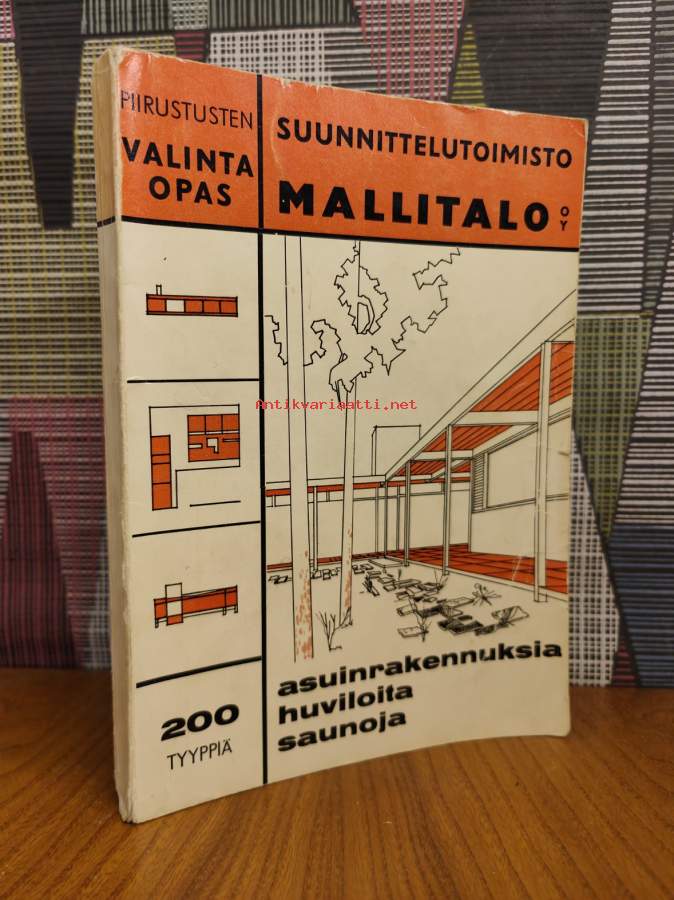 PIIRUSTUSTEN
VALINTA
OPAS
SUUNNITTELUTOIMISTO
MALLITALO OY
Antikvariaatti.net
asuinrakennuksia
huviloita
saunoja
200
TYYPPIÄ